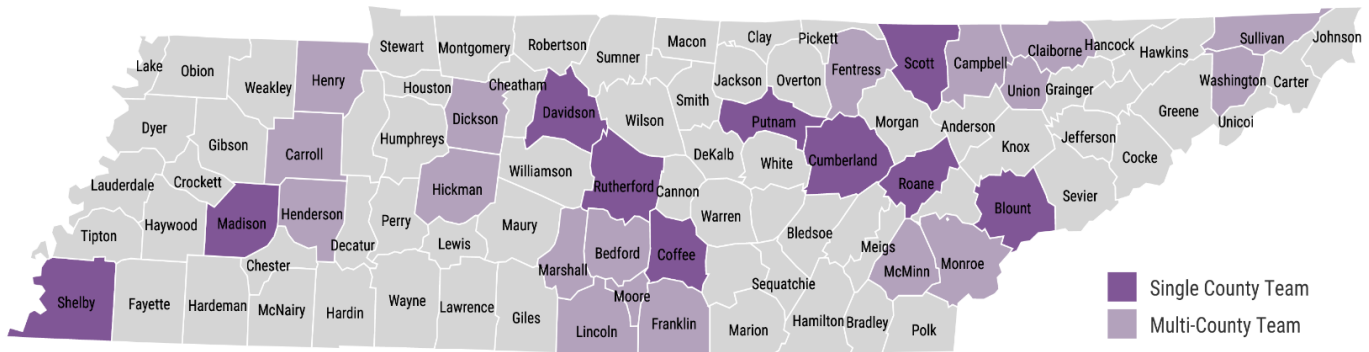 Stewart
Montgomery
Robertson
Sumner
Macon
Clay
Pickett
Scott
Campbell
Claiborne
Hancock
Hawkins
Sullivan
Johnson
Lake
Obion
Weakley
Henry
Houston
Cheatham
Dickson
Davidson
Wilson
Smith
Jackson
Overton
Fentress
Union
Grainger
Washington
Carter
Greene
Unicoi
Dyer
Gibson
Carroll
Humphreys
Putnam
Morgan
Anderson
Knox
Jefferson
Cocke
Lauderdale
Crockett
Hickman
Williamson
Rutherford
Cannon
DeKalb
White
Cumberland
Roane
Blount
Sevier
Tipton
Haywood
Madison
Henderson
Decatur
Perry
Lewis
Maury
Bedford
Coffee
Warren
Bledsoe
Meigs
McMinn
Monroe
Chester
Marshall
Moore
Sequatchie
Shelby
Fayette
Hardeman
McNairy
Hardin
Wayne
Lawrence
Giles
Lincoln
Franklin
Marion
Hamilton
Bradley
Polk
Single County Team
Multi-County Team